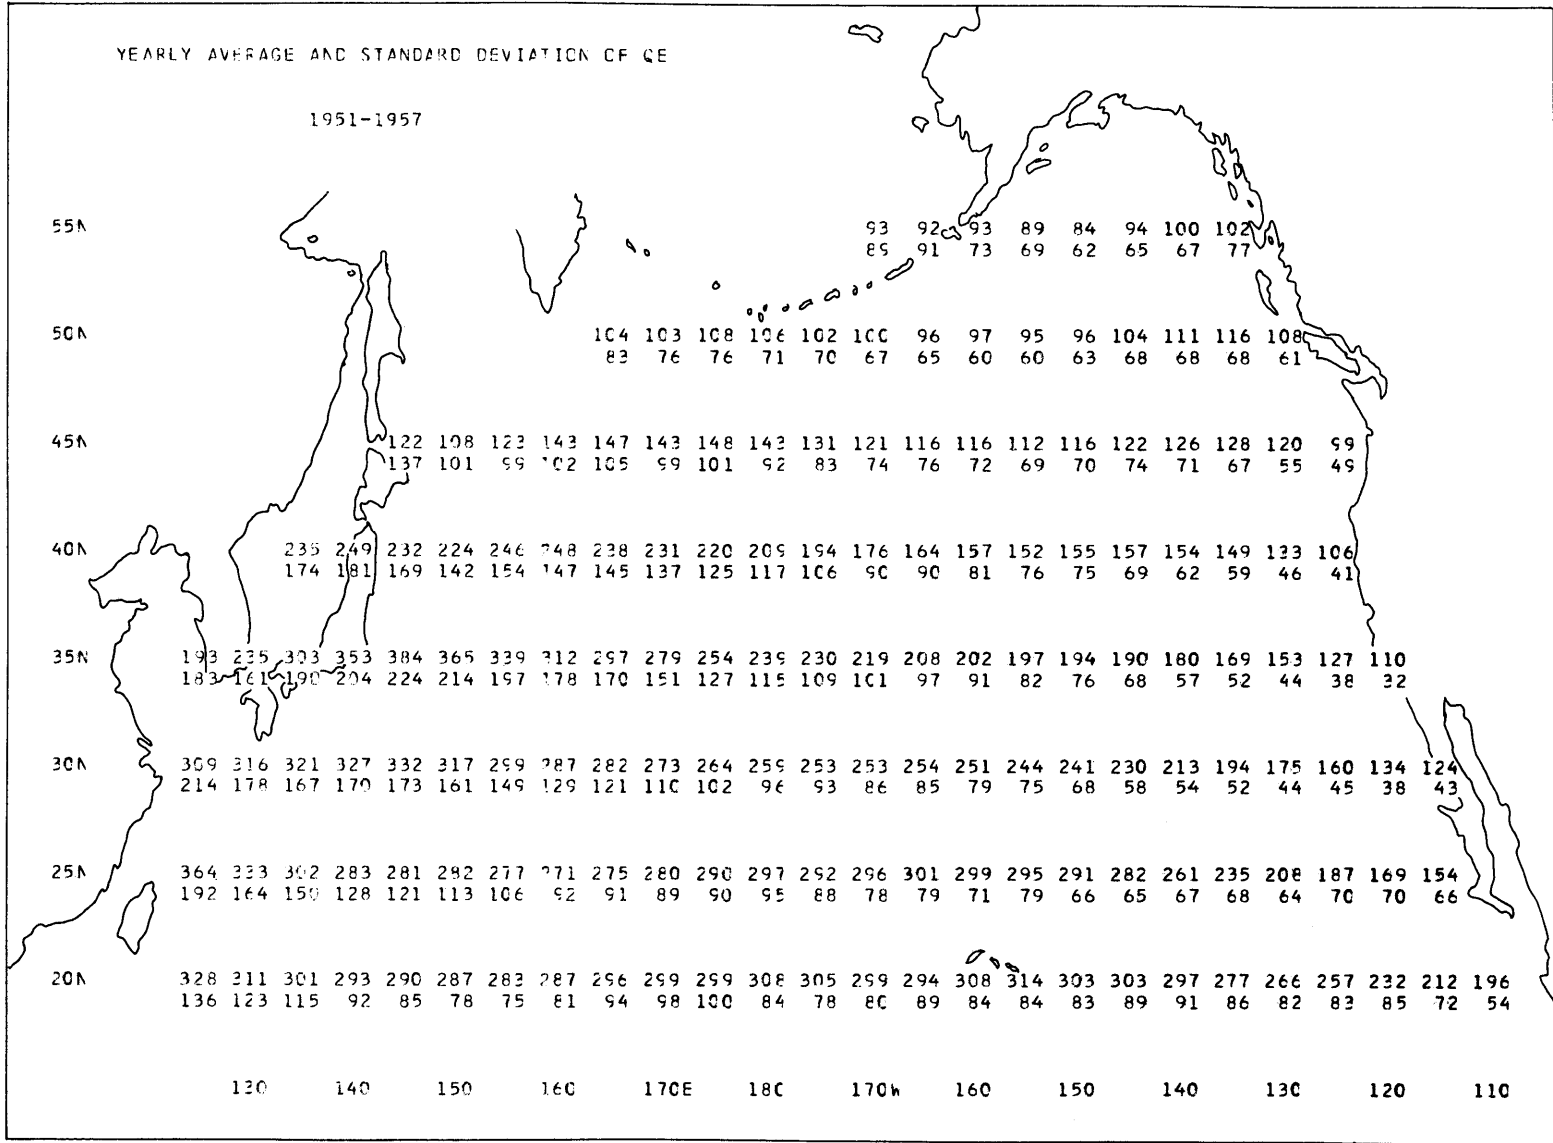 YEARLY AVERAGE AND STANDARD DEVIATION OF QE
1951-1957
55N 93 92 93 89 84 94 100 102
89 91 73 69 62 65 67 77
50N 104 103 108 106 102 100 96 97 95 96 104 111 116 108
83 76 76 71 70 67 65 60 60 63 68 68 68 61
45N 122 108 123 143 147 143 148 143 131 121 116 116 112 116 122 126 128 120 99
137 101 99 102 105 99 101 92 83 74 76 72 69 70 74 71 67 55 49
40N 235 249 232 224 246 248 238 231 220 209 194 176 164 157 152 155 157 154 149 133 106
174 181 169 142 154 147 145 137 125 117 106 90 90 81 76 75 69 62 59 46 41
35N 193 235 303 353 384 365 339 312 297 279 254 239 230 219 208 202 197 194 190 180 169 153 127 110
183 161 190 204 224 214 197 178 170 151 127 115 109 101 97 91 82 76 68 57 52 44 38 32
30N 309 316 321 327 332 317 299 287 282 273 264 259 253 253 254 251 244 241 230 213 194 175 160 134 124
214 178 167 170 173 161 149 129 121 110 102 96 93 86 85 79 75 68 58 54 52 44 45 38 43
25N 364 333 302 283 281 282 277 271 275 280 290 297 292 296 301 299 295 291 282 261 235 208 187 169 154
192 164 150 128 121 113 106 92 91 89 90 95 88 78 79 71 79 66 65 67 68 64 70 70 66
20N 328 311 301 293 290 287 283 287 296 299 299 308 305 299 294 308 314 303 303 297 277 266 257 232 212 196
136 123 115 92 85 78 75 81 94 98 100 84 78 80 89 84 84 83 89 91 86 82 83 85 72 54
130 140 150 160 170E 180 170W 160 150 140 130 120 110